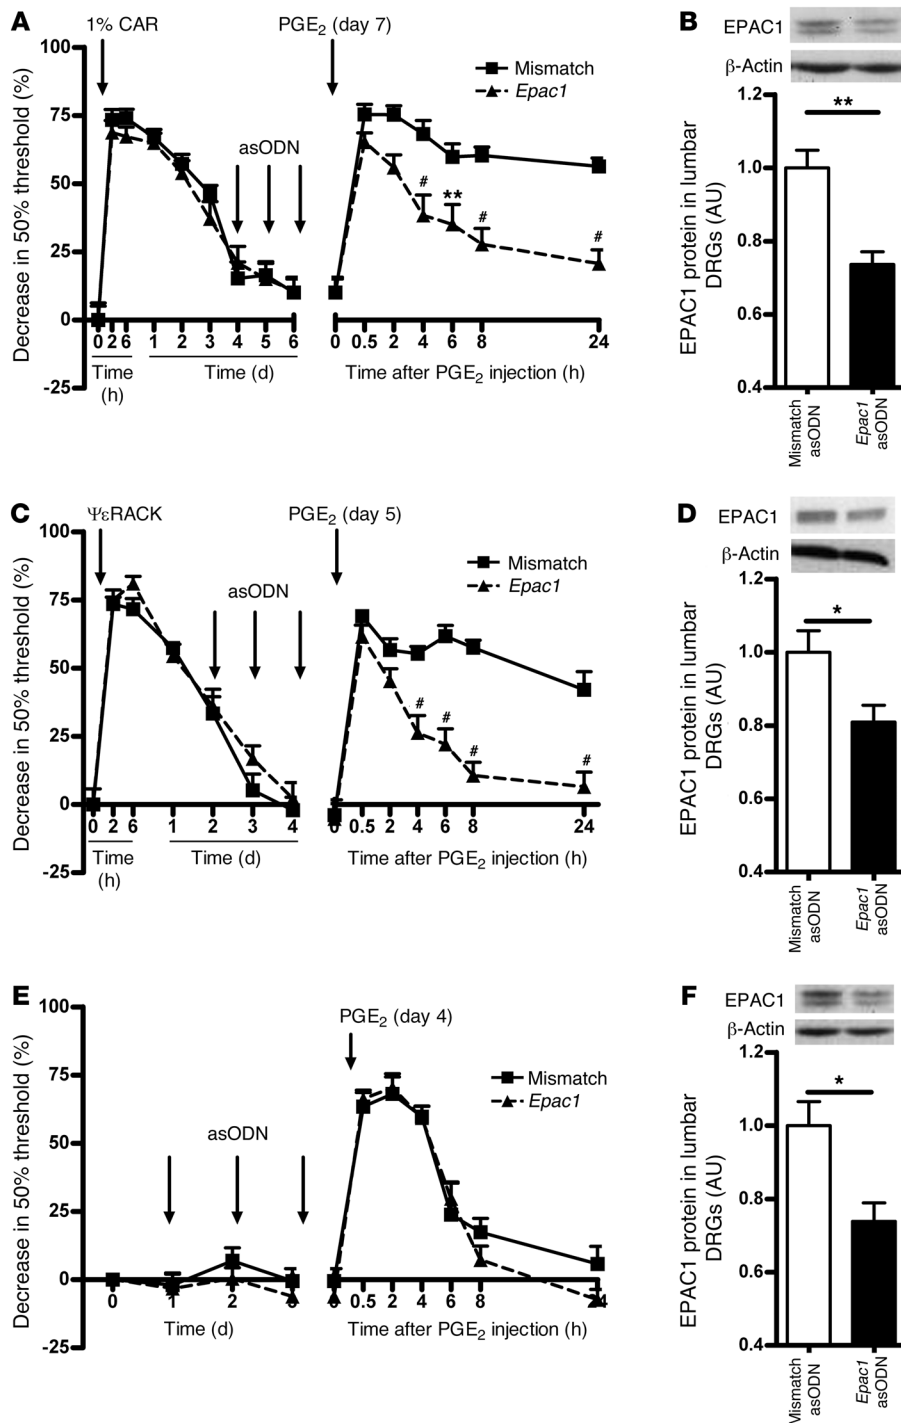 A
1% CAR
PGE2 (day 7)
Mismatch
Epac1
asODN
Decrease in 50% threshold (%)
100
75
50
25
0
-25
0 2 6 1 2 3 4 5 6
Time (h)
Time (d)
** 
# # #
0 0.5 2 4 6 8 24
Time after PGE2 injection (h)
B
EPAC1
β-Actin
**
EPAC1 protein in lumbar DRGs (AU)
1.2
1.0
0.8
0.6
0.4
Mismatch asODN
Epac1 asODN
C
ΨεRACK
PGE2 (day 5)
Mismatch
Epac1
asODN
Decrease in 50% threshold (%)
100
75
50
25
0
-25
0 2 6 1 2 3 4
Time (h)
Time (d)
# # # #
0 0.5 2 4 6 8 24
Time after PGE2 injection (h)
D
EPAC1
β-Actin
*
EPAC1 protein in lumbar DRGs (AU)
1.2
1.0
0.8
0.6
0.4
Mismatch asODN
Epac1 asODN
E
PGE2 (day 4)
Mismatch
Epac1
asODN
Decrease in 50% threshold (%)
100
75
50
25
0
-25
0 1 2 3
Time (d)
0 0.5 2 4 6 8 24
Time after PGE2 injection (h)
F
EPAC1
β-Actin
*
EPAC1 protein in lumbar DRGs (AU)
1.2
1.0
0.8
0.6
0.4
Mismatch asODN
Epac1 asODN